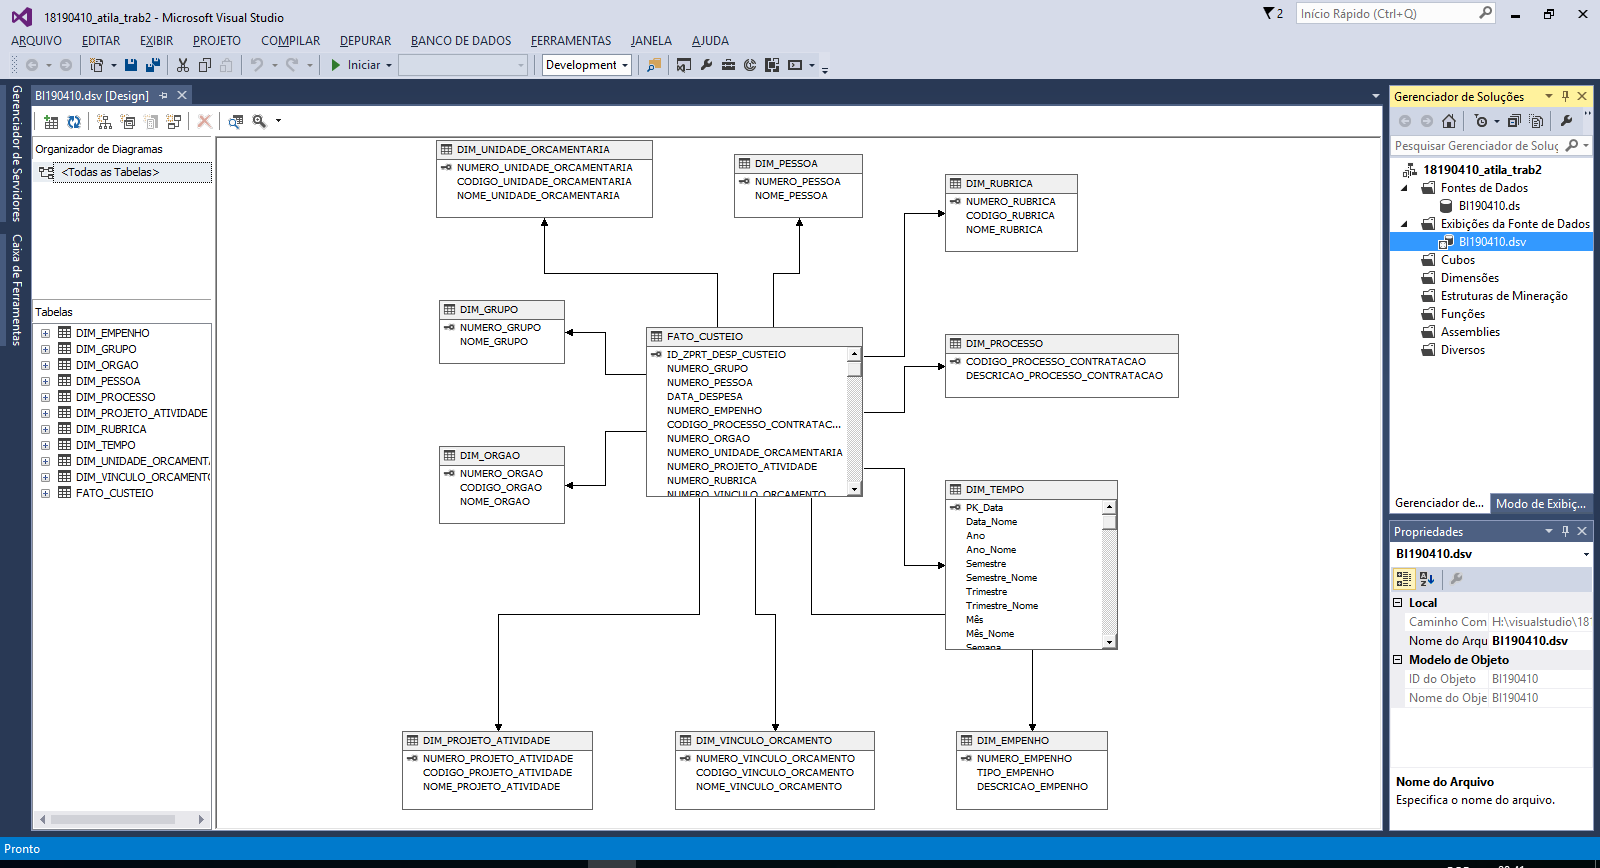 18190410_atila_trab2 - Microsoft Visual Studio
2
Início Rápido (Ctrl+Q)
ARQUIVO EDITAR EXIBIR PROJETO COMPILAR DEPURAR BANCO DE DADOS FERRAMENTAS JANELA AJUDA
Iniciar
Development
Gerenciador de Servidores
Caixa de Ferramentas
BI190410.dsv [Design]
Organizador de Diagramas
<Todas as Tabelas>
Tabelas
DIM_EMPENHO
DIM_GRUPO
DIM_ORGAO
DIM_PESSOA
DIM_PROCESSO
DIM_PROJETO_ATIVIDADE
DIM_RUBRICA
DIM_TEMPO
DIM_UNIDADE_ORCAMENT
DIM_VINCULO_ORCAMENTO
FATO_CUSTEIO
DIM_UNIDADE_ORCAMENTARIA
NUMERO_UNIDADE_ORCAMENTARIA
CODIGO_UNIDADE_ORCAMENTARIA
NOME_UNIDADE_ORCAMENTARIA
DIM_PESSOA
NUMERO_PESSOA
NOME_PESSOA
DIM_RUBRICA
NUMERO_RUBRICA
CODIGO_RUBRICA
NOME_RUBRICA
DIM_GRUPO
NUMERO_GRUPO
NOME_GRUPO
FATO_CUSTEIO
ID_ZPRT_DESP_CUSTEIO
NUMERO_GRUPO
NUMERO_PESSOA
DATA_DESPESA
NUMERO_EMPENHO
CODIGO_PROCESSO_CONTRATAC...
NUMERO_ORGAO
NUMERO_UNIDADE_ORCAMENTARIA
NUMERO_PROJETO_ATIVIDADE
NUMERO_RUBRICA
NUMERO_VINCULO_ORCAMENTO
DIM_PROCESSO
CODIGO_PROCESSO_CONTRATACAO
DESCRICAO_PROCESSO_CONTRATACAO
DIM_ORGAO
NUMERO_ORGAO
CODIGO_ORGAO
NOME_ORGAO
DIM_TEMPO
PK_Data
Data_Nome
Ano
Ano_Nome
Semestre
Semestre_Nome
Trimestre
Trimestre_Nome
Mês
Mês_Nome
Semana
DIM_PROJETO_ATIVIDADE
NUMERO_PROJETO_ATIVIDADE
CODIGO_PROJETO_ATIVIDADE
NOME_PROJETO_ATIVIDADE
DIM_VINCULO_ORCAMENTO
NUMERO_VINCULO_ORCAMENTO
CODIGO_VINCULO_ORCAMENTO
NOME_VINCULO_ORCAMENTO
DIM_EMPENHO
NUMERO_EMPENHO
TIPO_EMPENHO
DESCRICAO_EMPENHO
Gerenciador de Soluções
Pesquisar Gerenciador de Soluç
18190410_atila_trab2
Fontes de Dados
BI190410.ds
Exibições da Fonte de Dados
BI190410.dsv
Cubos
Dimensões
Estruturas de Mineração
Funções
Assemblies
Diversos
Gerenciador de... Modo de Exibiç...
Propriedades
BI190410.dsv
Local
Caminho Com H:\visualstudio\18
Nome do Arqu BI190410.dsv
Modelo de Objeto
ID do Objeto BI190410
Nome do Obje BI190410
Nome do Arquivo
Especifica o nome do arquivo.
Pronto